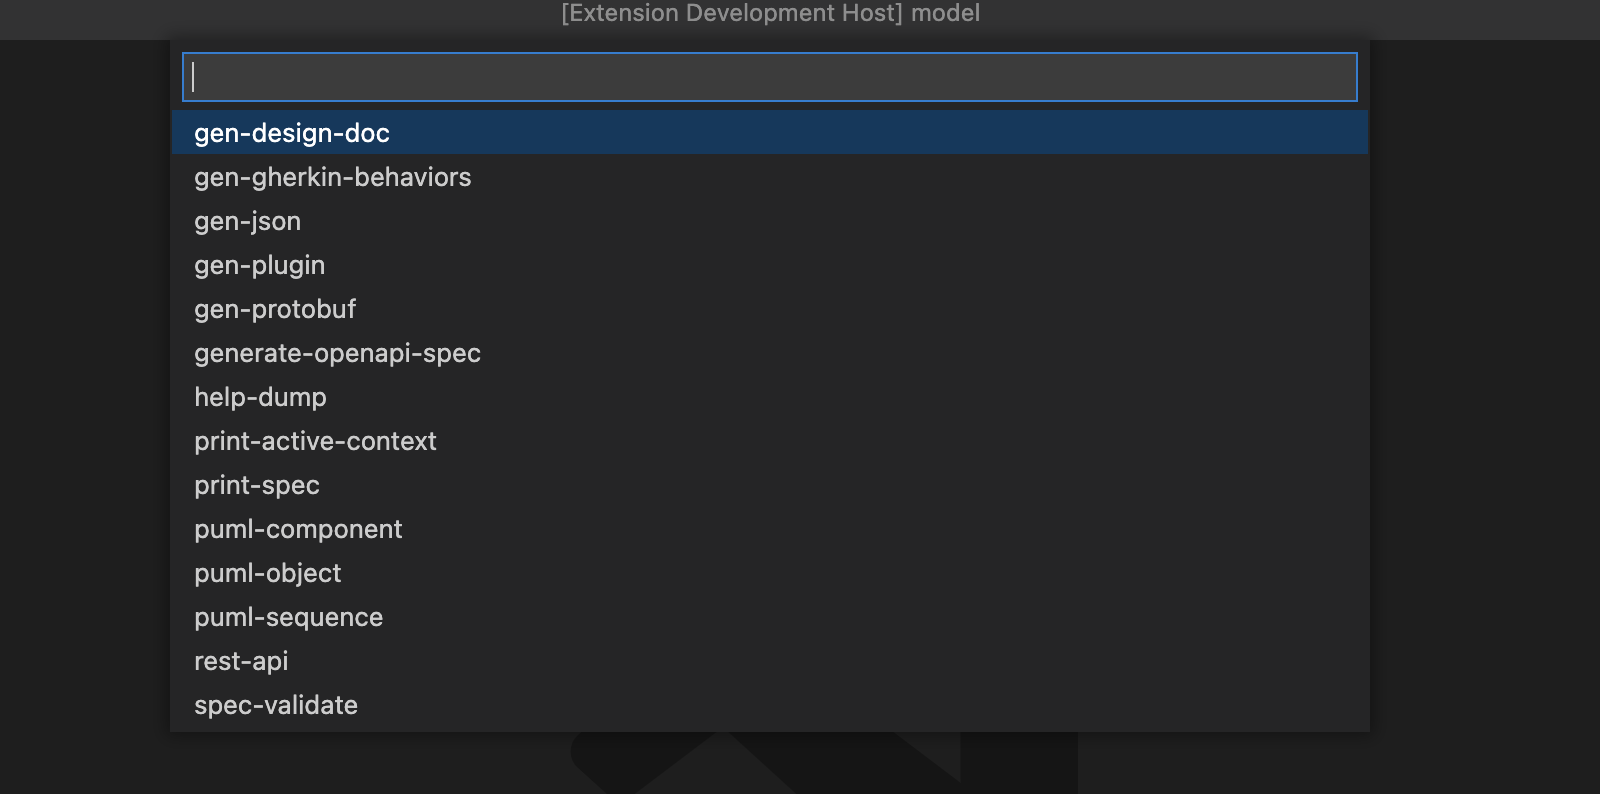 [Extension Development Host] model
gen-design-doc
gen-gherkin-behaviors
gen-json
gen-plugin
gen-protobuf
generate-openapi-spec
help-dump
print-active-context
print-spec
puml-component
puml-object
puml-sequence
rest-api
spec-validate